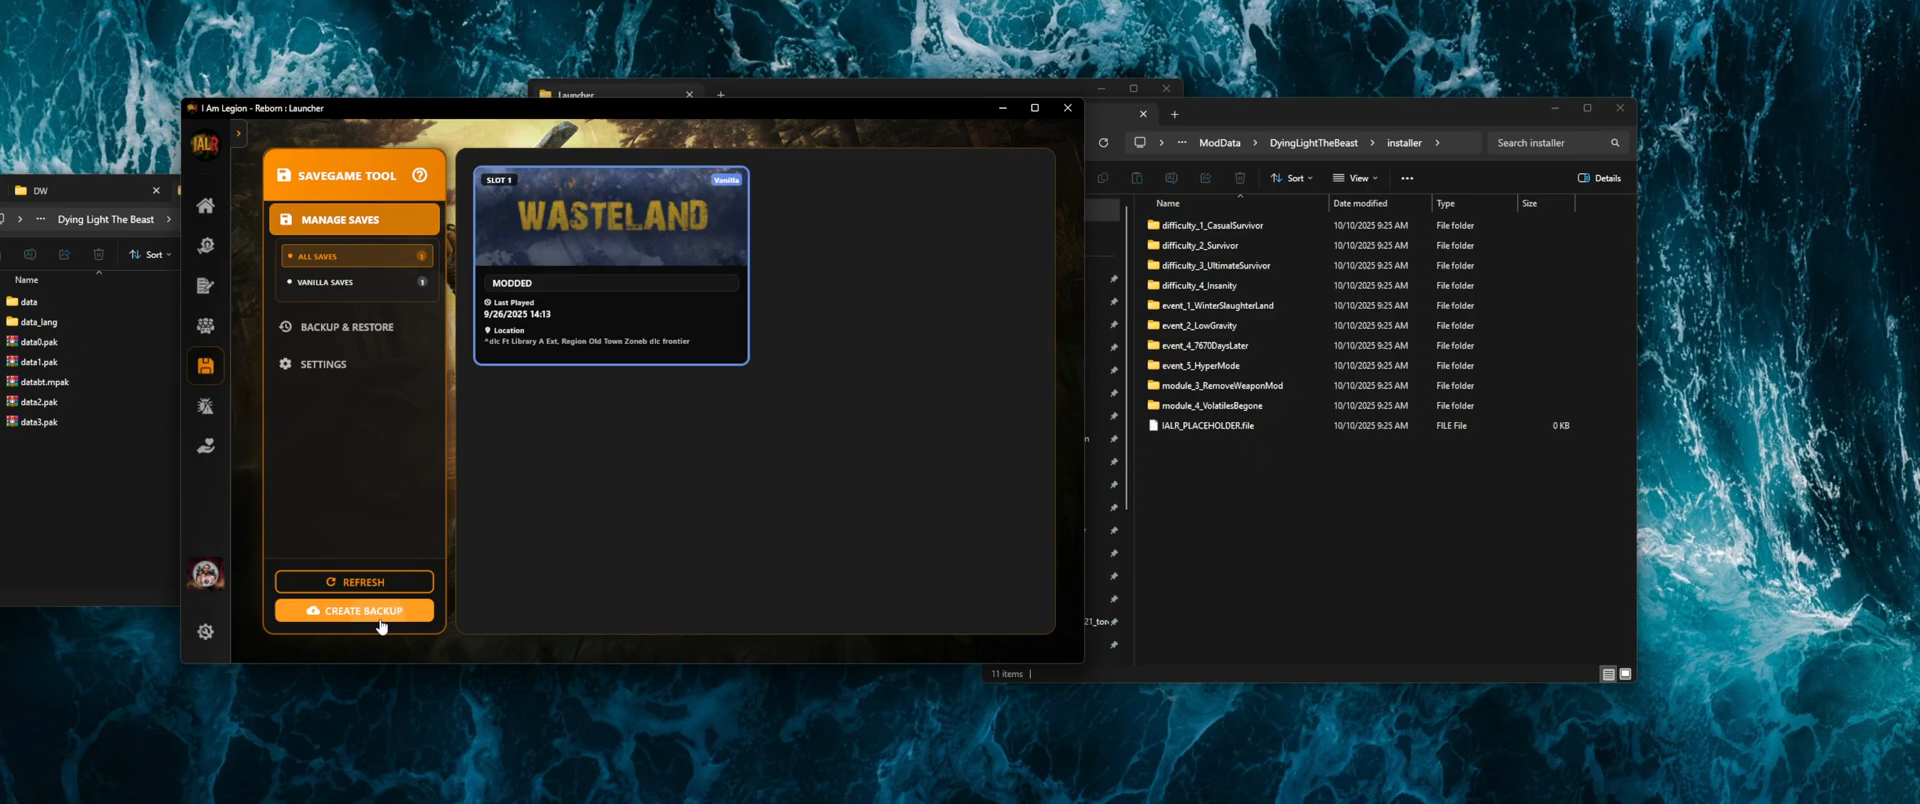 Launcher
I Am Legion - Reborn : Launcher
IALR
SAVEGAME TOOL
MANAGE SAVES
ALL SAVES
1
VANILLA SAVES
1
BACKUP & RESTORE
SETTINGS
REFRESH
CREATE BACKUP
SLOT 1
Vanilla
WASTELAND
MODDED
Last Played
9/26/2025 14:13
Location
^dlc Ft Library A Ext, Region Old Town Zoneb dlc frontier
DW
Dying Light The Beast
Sort
Name
data
data_lang
data0.pak
data1.pak
databt.mpak
data2.pak
data3.pak
ModData
DyingLightTheBeast
installer
Search installer
Sort
View
Details
Name Date modified Type Size
difficulty_1_CasualSurvivor 10/10/2025 9:25 AM File folder
difficulty_2_Survivor 10/10/2025 9:25 AM File folder
difficulty_3_UltimateSurvivor 10/10/2025 9:25 AM File folder
difficulty_4_Insanity 10/10/2025 9:25 AM File folder
event_1_WinterSlaughterLand 10/10/2025 9:25 AM File folder
event_2_LowGravity 10/10/2025 9:25 AM File folder
event_4_7670DaysLater 10/10/2025 9:25 AM File folder
event_5_HyperMode 10/10/2025 9:25 AM File folder
module_3_RemoveWeaponMod 10/10/2025 9:25 AM File folder
module_4_VolatilesBegone 10/10/2025 9:25 AM File folder
IALR_PLACEHOLDER.file 10/10/2025 9:25 AM FILE File 0 KB
11 items